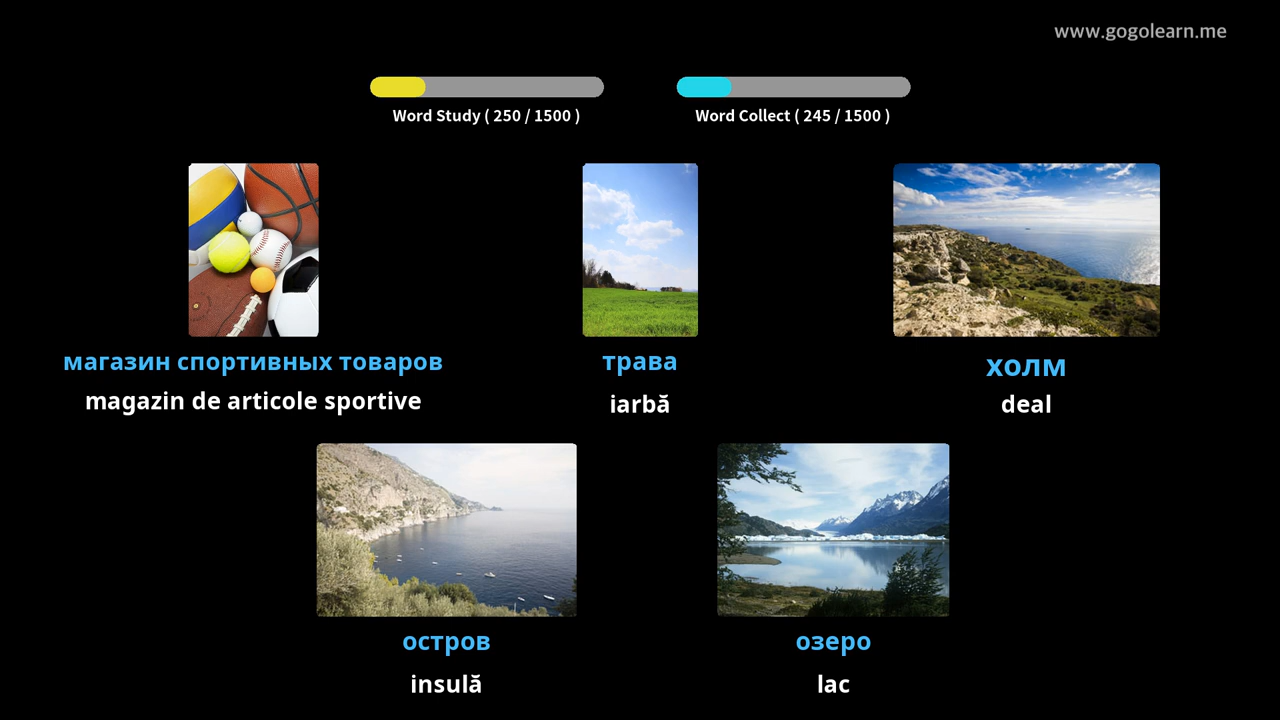 www.gogolearn.me
Word Study ( 250 / 1500 )
Word Collect ( 245 / 1500 )
магазин спортивных товаров
magazin de articole sportive
трава
iarbă
холм
deal
остров
insulă
озеро
lac